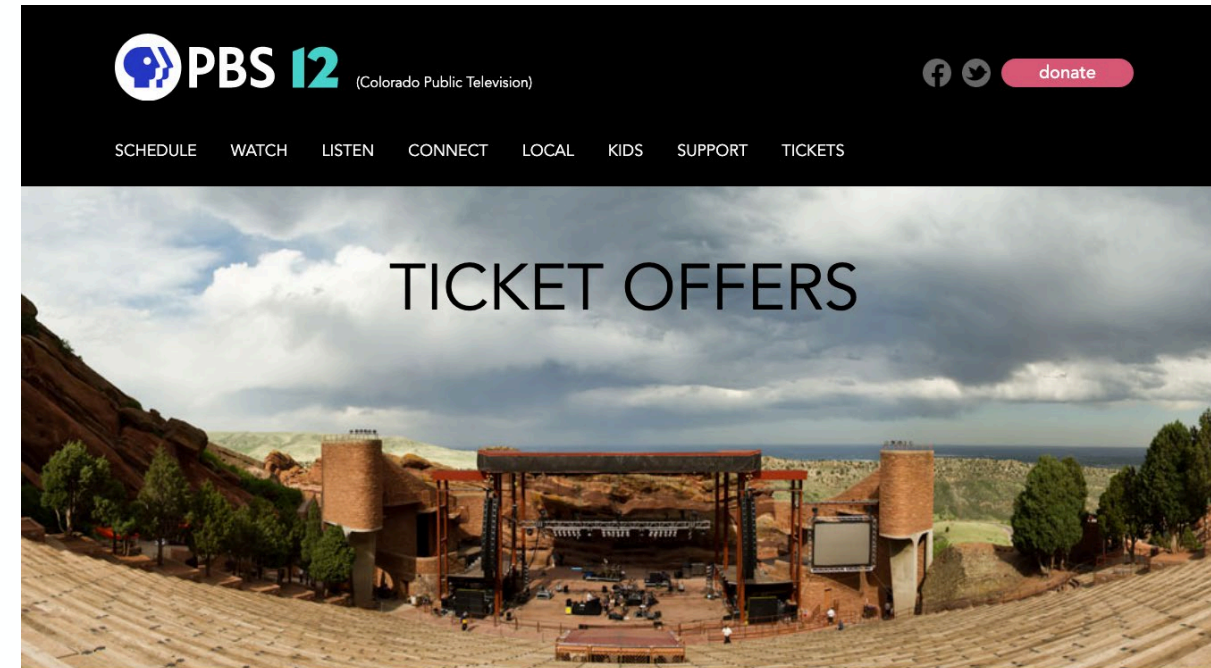 PBS 12 (Colorado Public Television)
donate
SCHEDULE WATCH LISTEN CONNECT LOCAL KIDS SUPPORT TICKETS
TICKET OFFERS